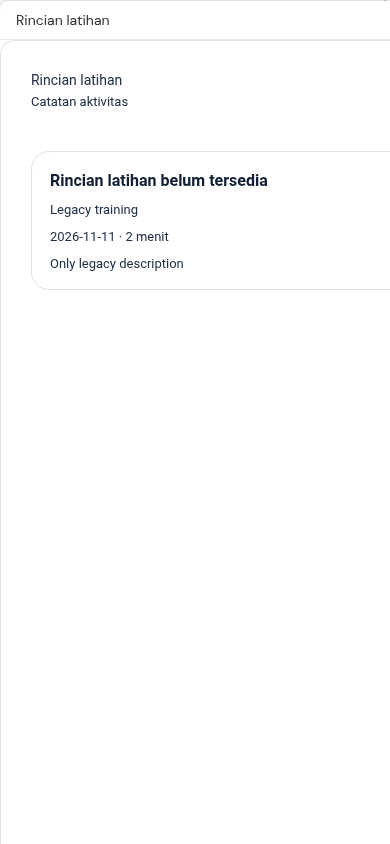 Rincian latihan
Rincian latihan
Catatan aktivitas
Rincian latihan belum tersedia
Legacy training
2026-11-11 · 2 menit
Only legacy description